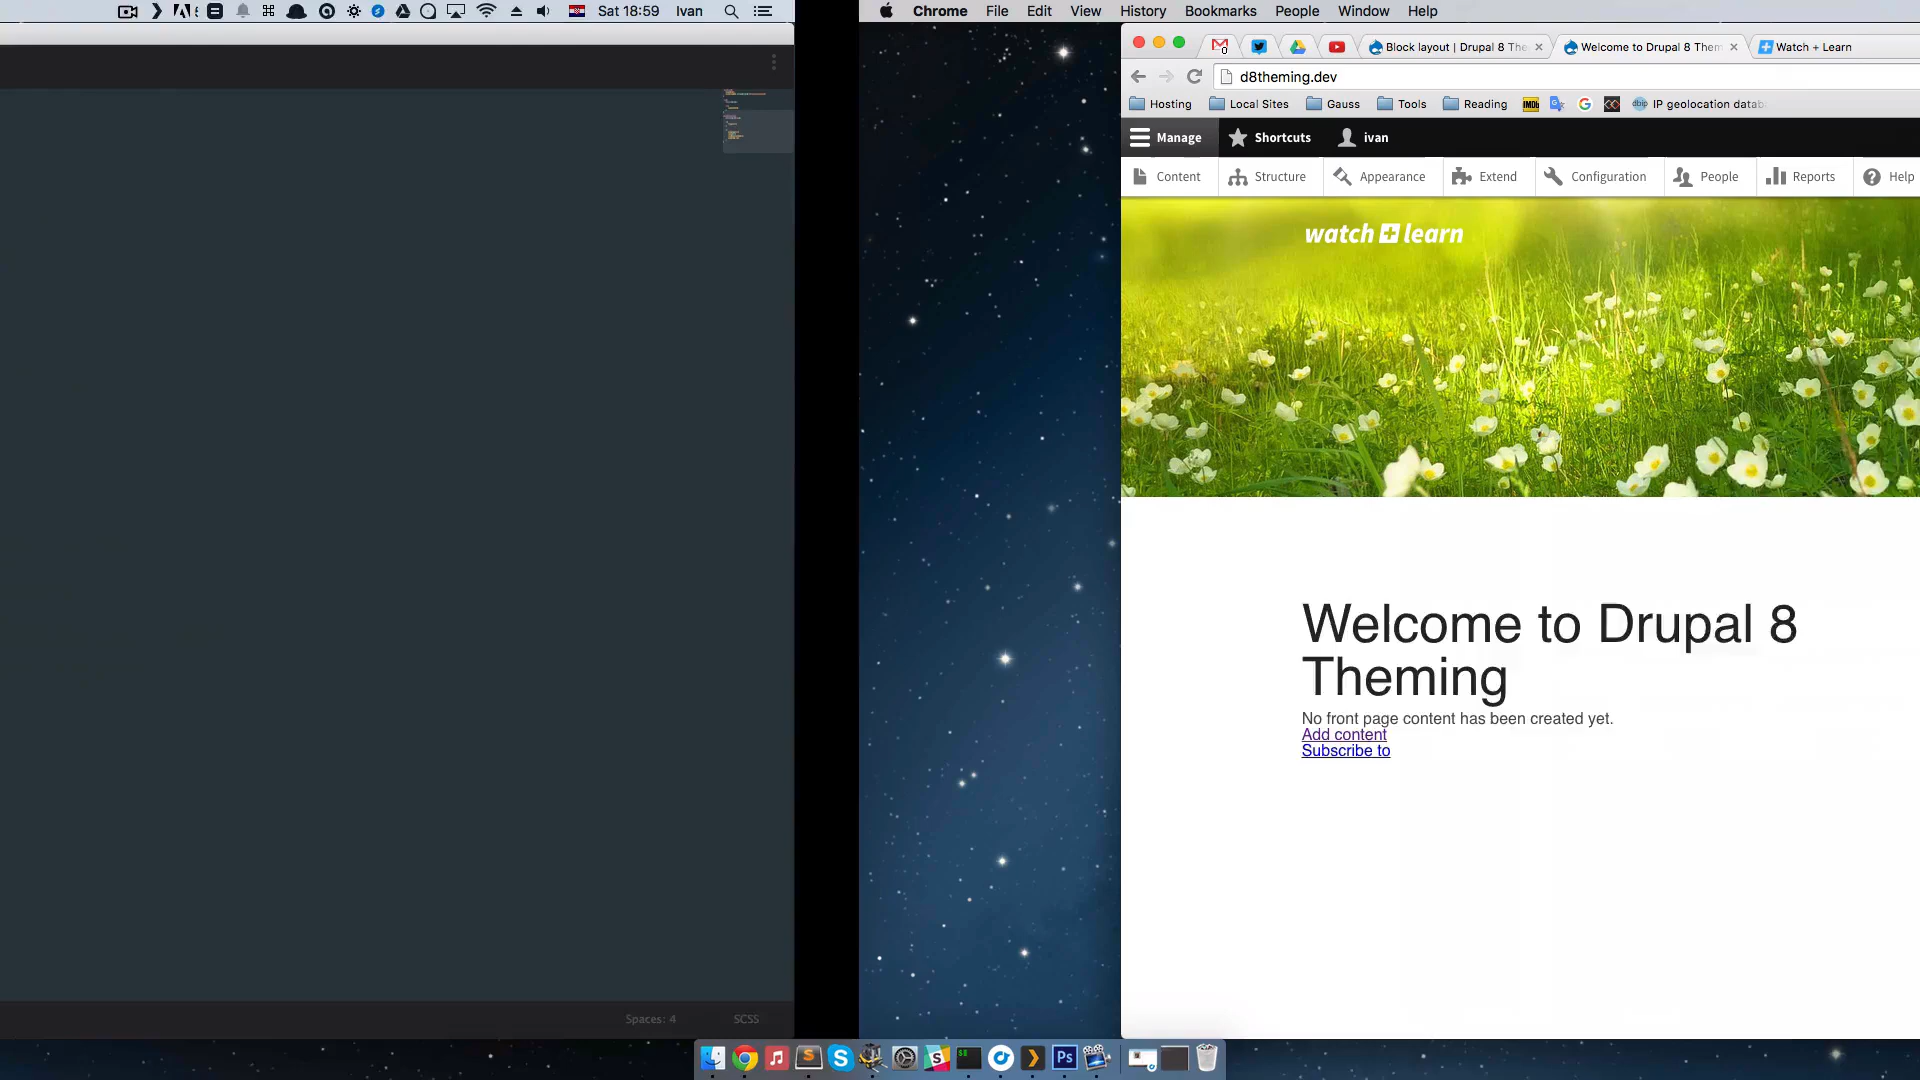 Sat 18:59 Ivan
Chrome File Edit View History Bookmarks People Window Help
Block layout | Drupal 8 The
Welcome to Drupal 8 Them
Watch + Learn
d8theming.dev
Hosting Local Sites Gauss Tools Reading IMDb G dbip IP geolocation datab
Manage Shortcuts ivan
Content Structure Appearance Extend Configuration People Reports Help
watch + learn
Welcome to Drupal 8
Theming
No front page content has been created yet.
Add content
Subscribe to
Spaces: 4 SCSS
Ps